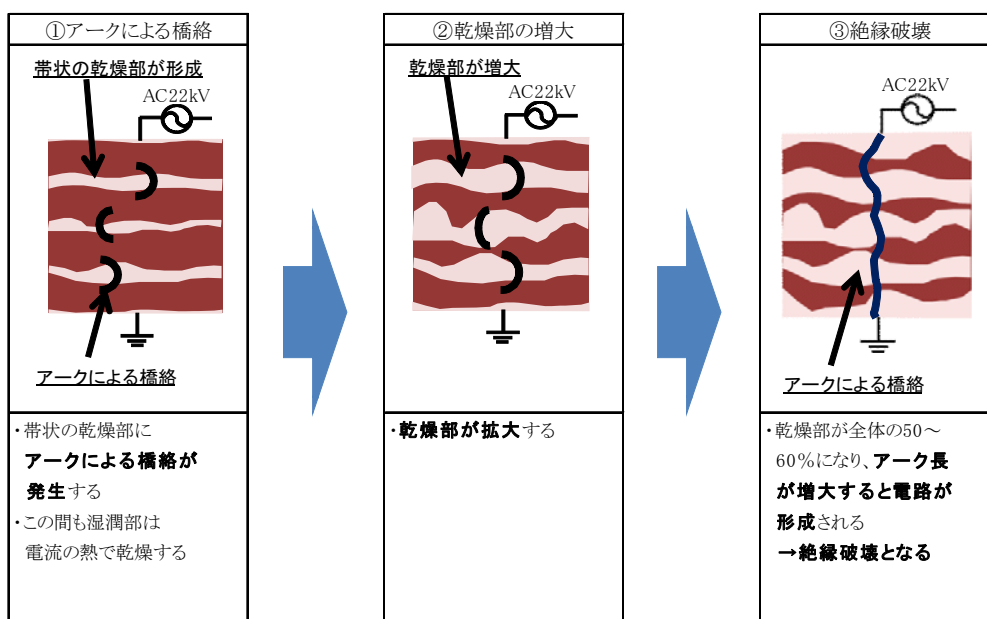 ①アークによる橋絡
帯状の乾燥部が形成
AC22kV
アークによる橋絡
・帯状の乾燥部に
アークによる橋絡が
発生する
・この間も湿潤部は
電流の熱で乾燥する
②乾燥部の増大
乾燥部が増大
AC22kV
・乾燥部が拡大する
③絶縁破壊
AC22kV
アークによる橋絡
・乾燥部が全体の50～
60％になり、アーク長
が増大すると電路が
形成される
→絶縁破壊となる